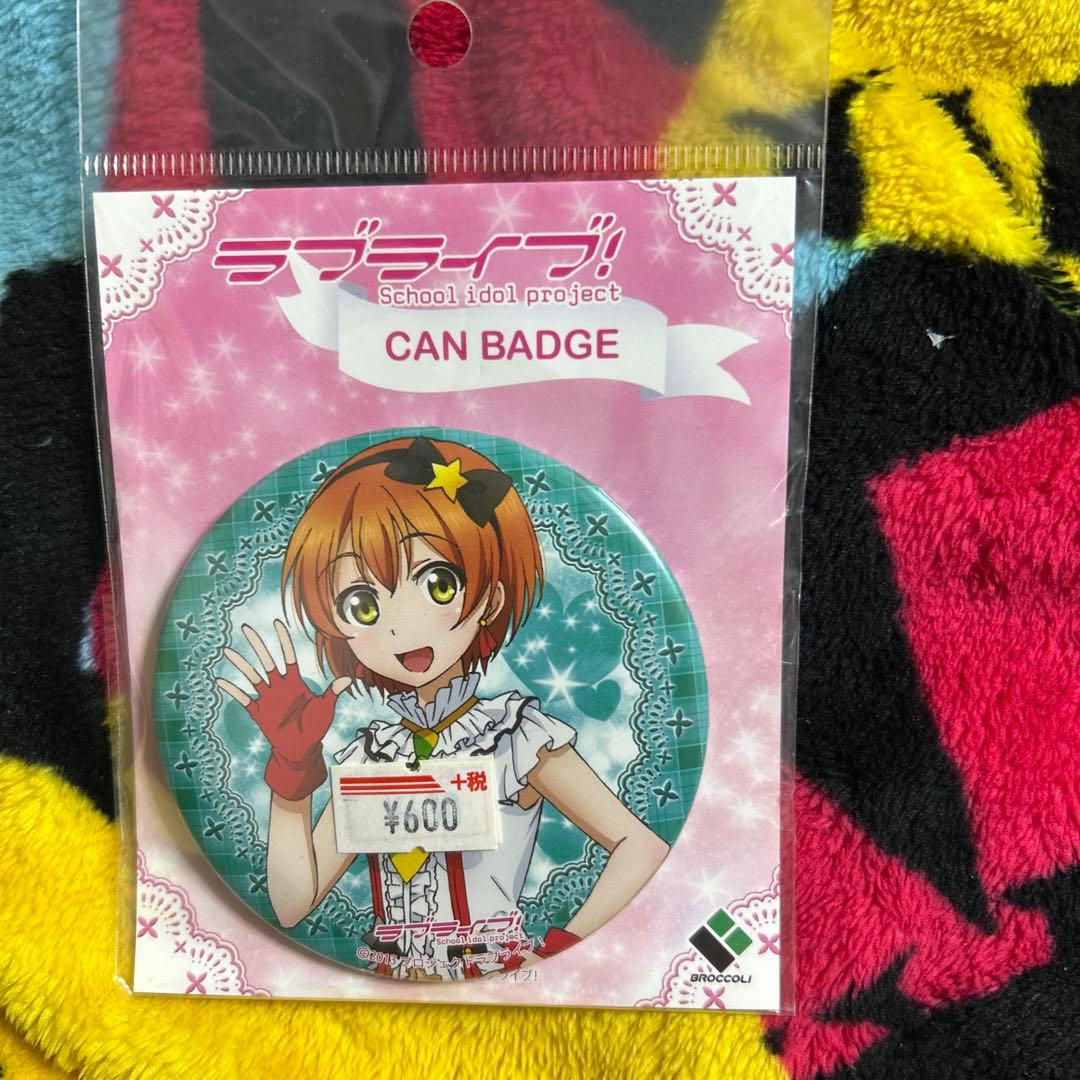 ラブライブ!
School idol project
CAN BADGE
+税
¥600
ラブライブ!
School idol project
©2013 プロジェクトラブライブ!
ライブ!
BROCCOLI